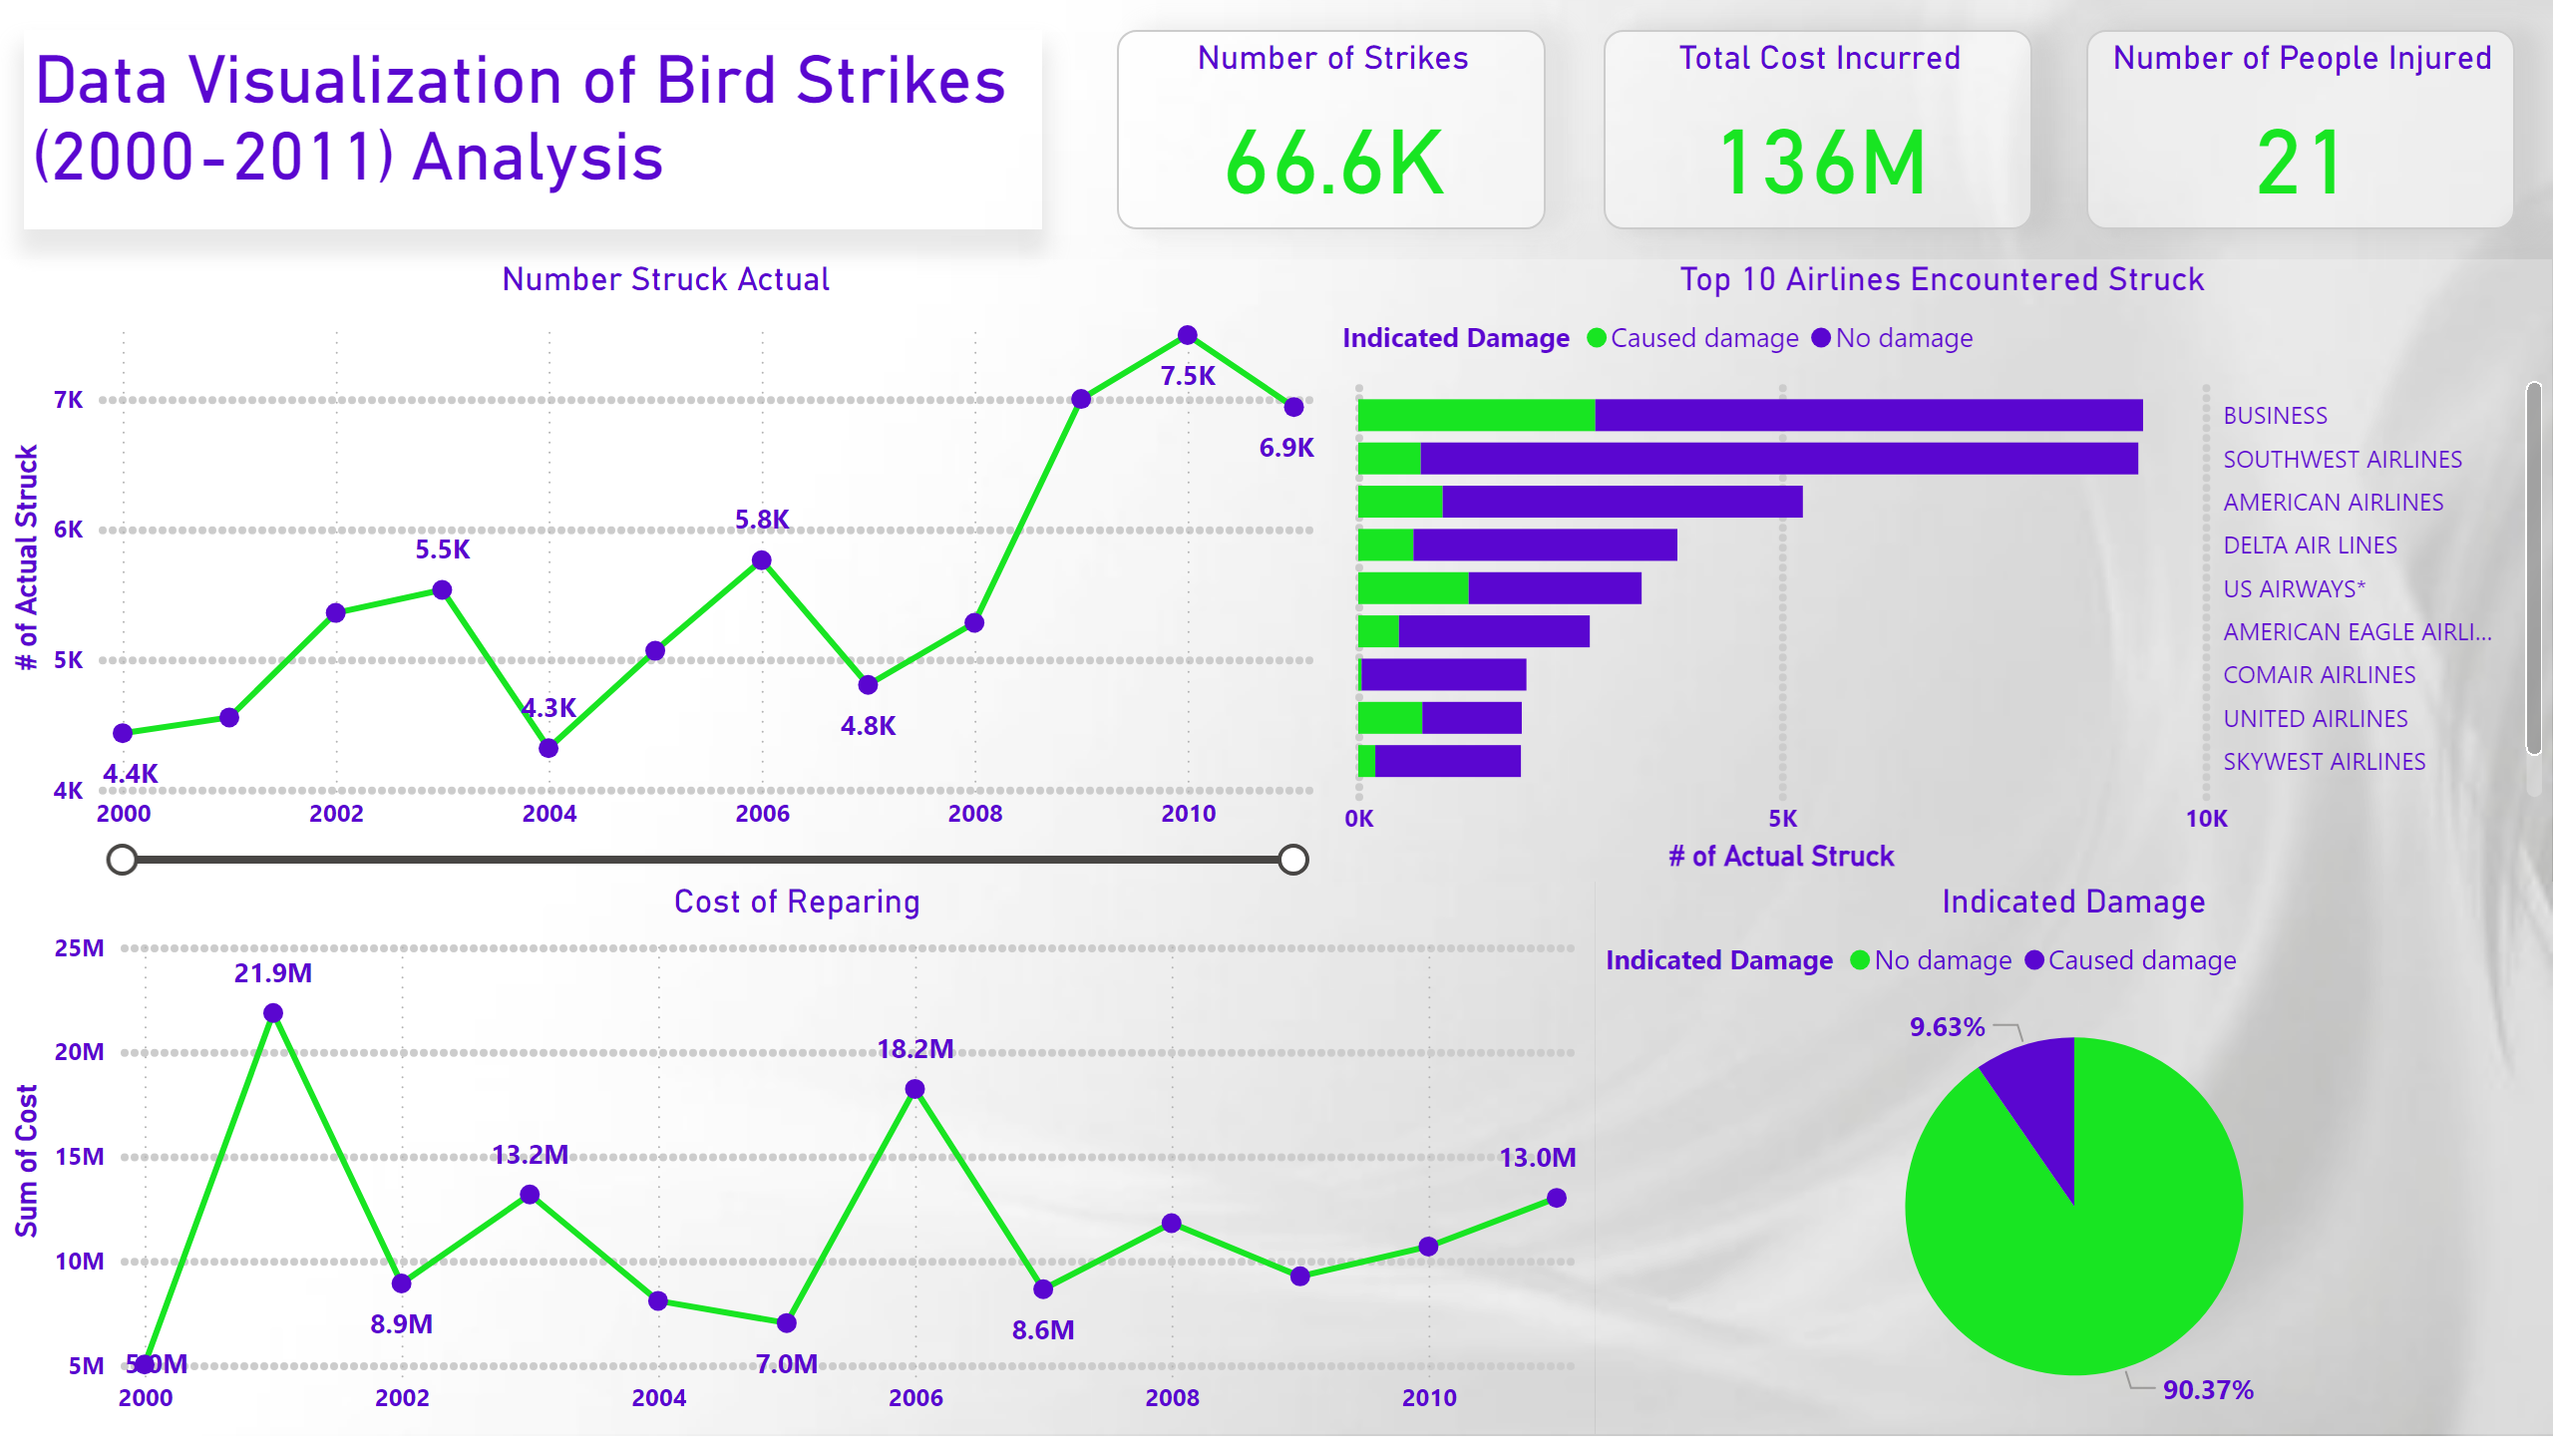 Data Visualization of Bird Strikes
(2000-2011) Analysis
Number of Strikes
66.6K
Total Cost Incurred
136M
Number of People Injured
21
Number Struck Actual
# of Actual Struck
7K
6K
5K
4K
4.4K
5.5K
4.3K
5.8K
4.8K
7.5K
6.9K
2000 2002 2004 2006 2008 2010
Top 10 Airlines Encountered Struck
Indicated Damage Caused damage No damage
BUSINESS
SOUTHWEST AIRLINES
AMERICAN AIRLINES
DELTA AIR LINES
US AIRWAYS*
AMERICAN EAGLE AIRLI...
COMAIR AIRLINES
UNITED AIRLINES
SKYWEST AIRLINES
0K 5K 10K
# of Actual Struck
Cost of Reparing
Sum of Cost
25M
20M
15M
10M
5M
5.0M
21.9M
8.9M
13.2M
7.0M
18.2M
8.6M
13.0M
2000 2002 2004 2006 2008 2010
Indicated Damage
Indicated Damage No damage Caused damage
9.63%
90.37%